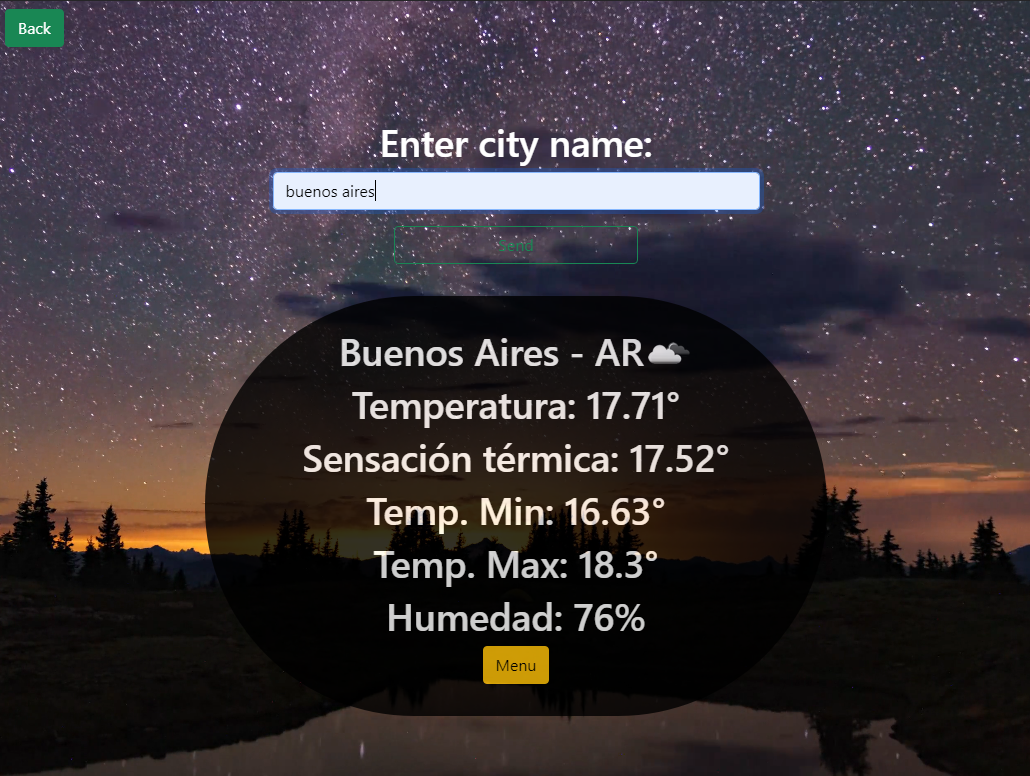 Back
Enter city name:
buenos aires
Send
Buenos Aires - AR
Temperatura: 17.71°
Sensación térmica: 17.52°
Temp. Min: 16.63°
Temp. Max: 18.3°
Humedad: 76%
Menu